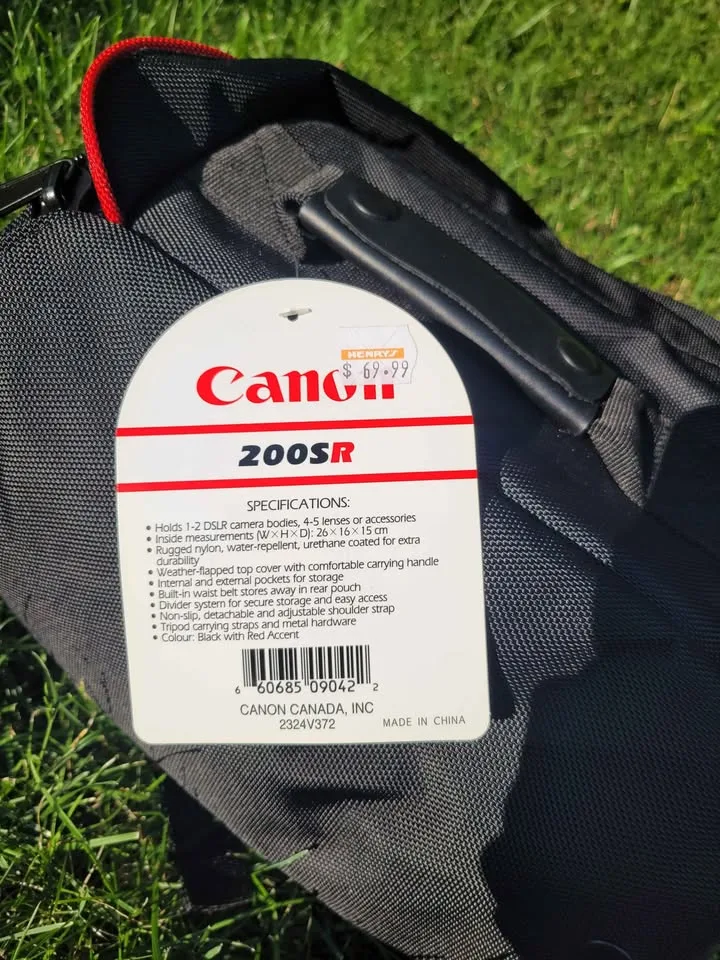 HENRYS
$ 69.99
Canon
200SR
SPECIFICATIONS:
• Holds 1-2 DSLR camera bodies, 4-5 lenses or accessories
• Inside measurements (W×H×D): 26×16×15 cm
• Rugged nylon, water-repellent, urethane coated for extra
durability
• Weather-flapped top cover with comfortable carrying handle
• Internal and external pockets for storage
• Built-in waist belt stores away in rear pouch
• Divider system for secure storage and easy access
• Non-slip, detachable and adjustable shoulder strap
• Tripod carrying straps and metal hardware
• Colour: Black with Red Accent
6 60685 09042 2
CANON CANADA, INC
2324V372
MADE IN CHINA